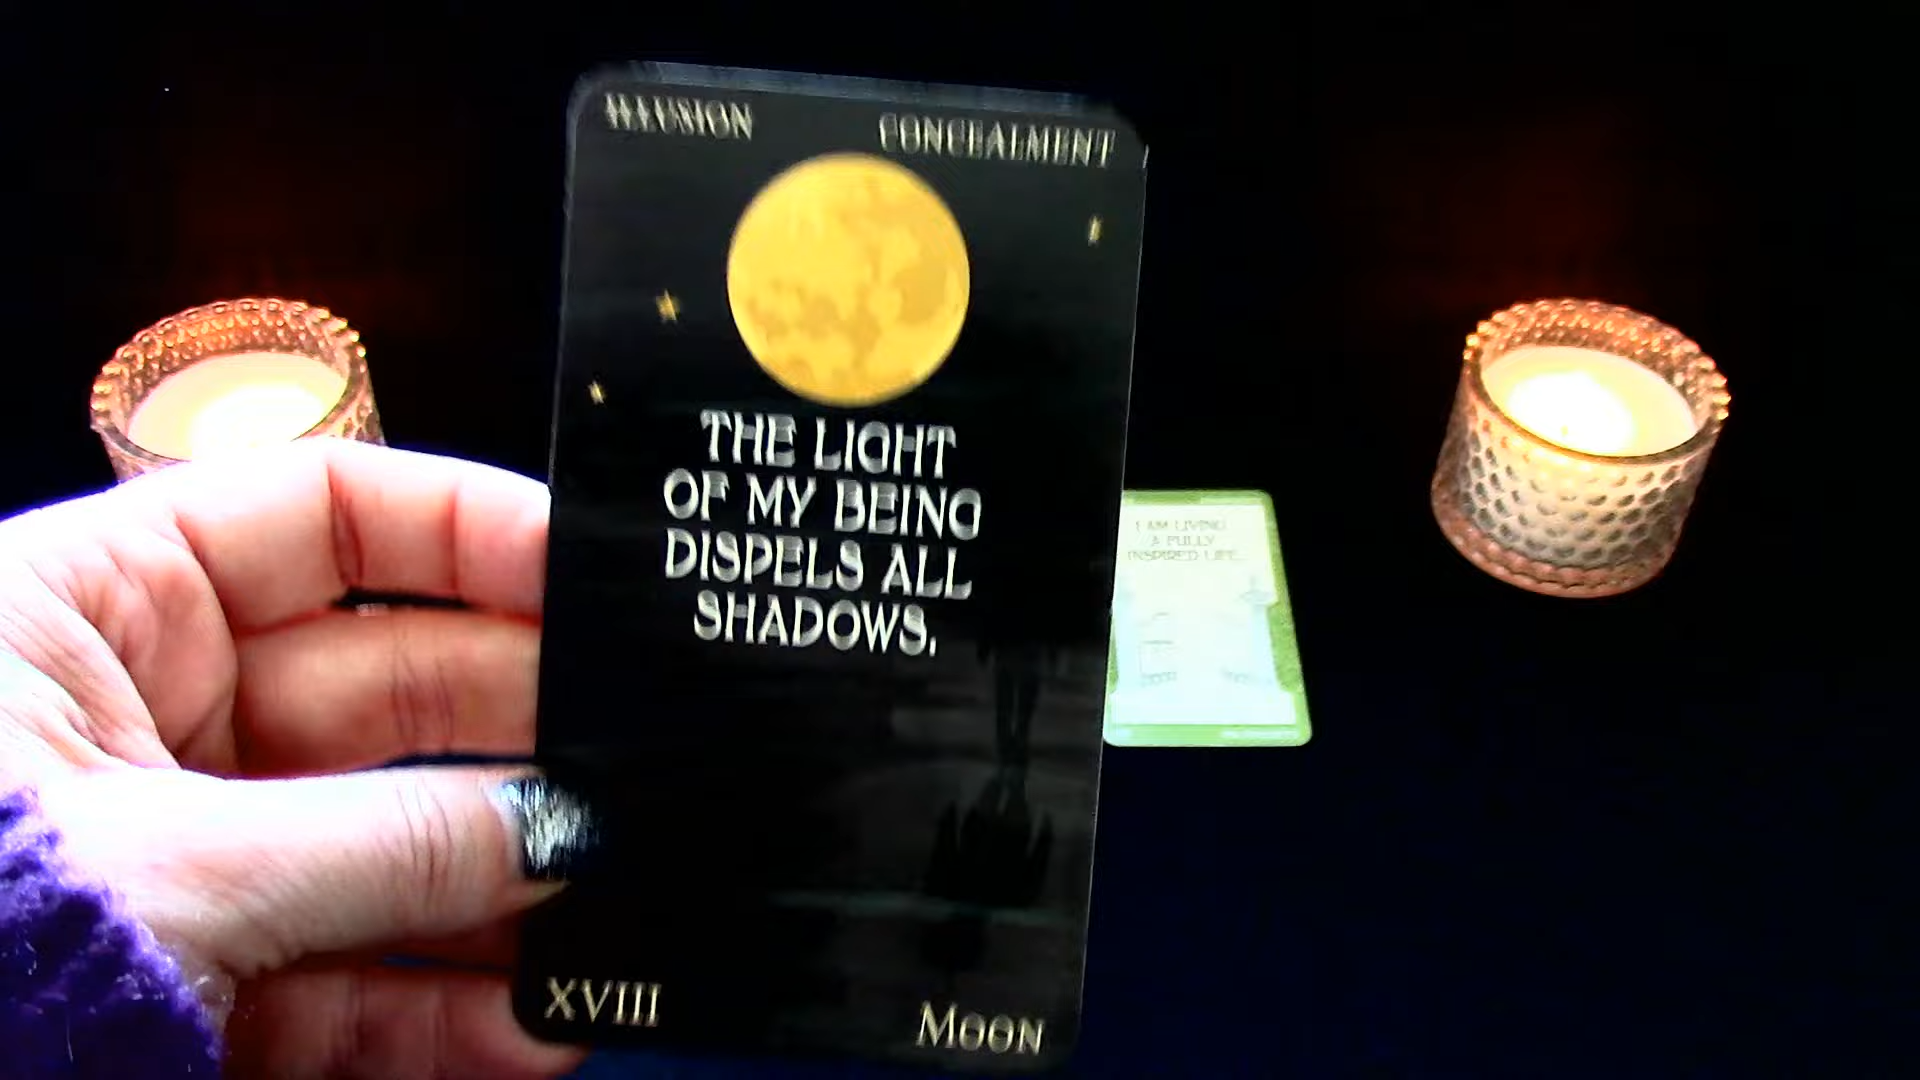 ILLUSION
CONCEALMENT
THE LIGHT
OF MY BEING
DISPELS ALL
SHADOWS.
XVIII
MOON
I AM LIVING
A FULLY
INSPIRED LIFE.